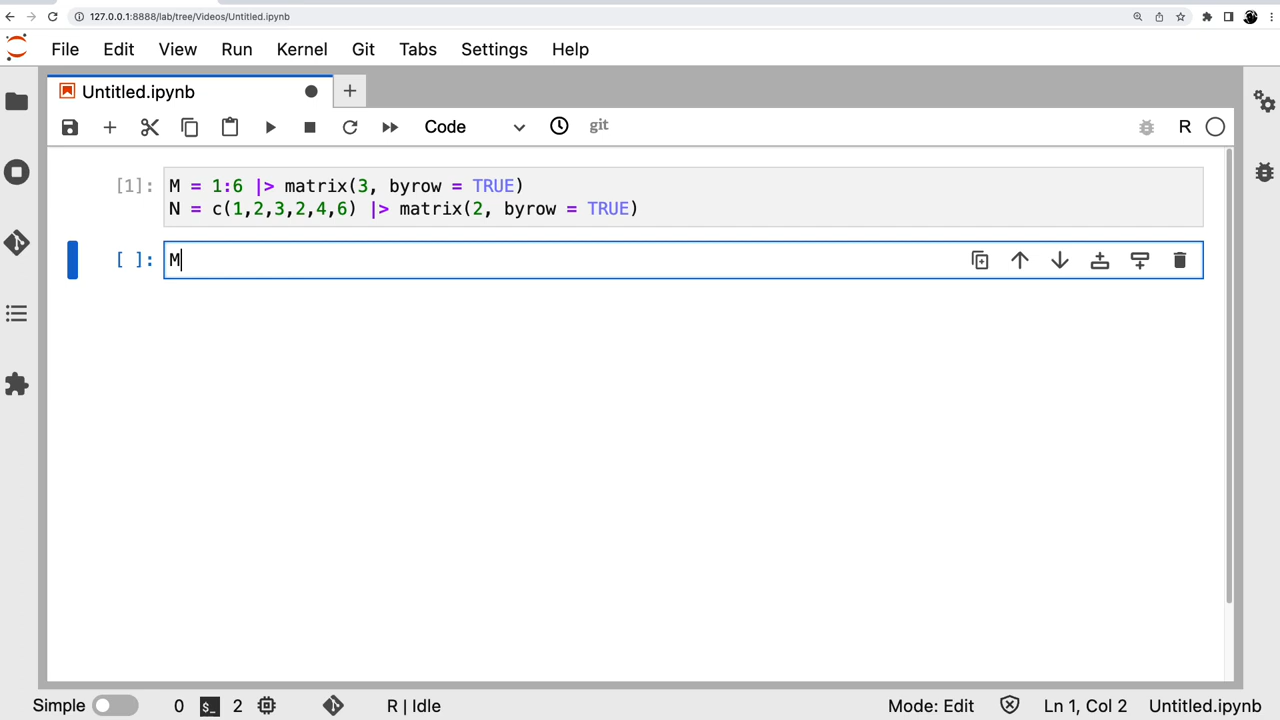 127.0.0.1:8888/lab/tree/Videos/Untitled.ipynb
File Edit View Run Kernel Git Tabs Settings Help
Untitled.ipynb
Code git R
[1]: M = 1:6 |> matrix(3, byrow = TRUE)
N = c(1,2,3,2,4,6) |> matrix(2, byrow = TRUE)
[ ]: M
Simple 0 $_ 2 R | Idle Mode: Edit Ln 1, Col 2 Untitled.ipynb